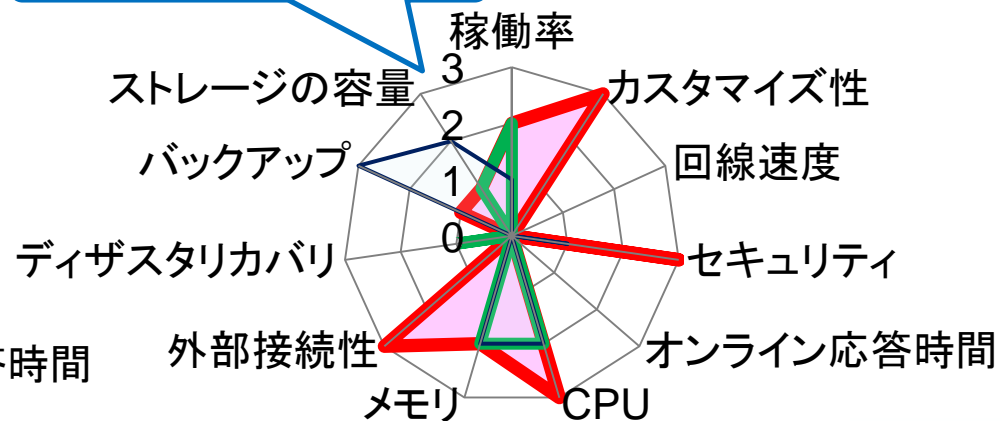 稼働率
3
ストレージの容量
カスタマイズ性
2
バックアップ
回線速度
1
0
ディザスタリカバリ
セキュリティ
時間
外部接続性
オンライン応答時間
メモリ
CPU